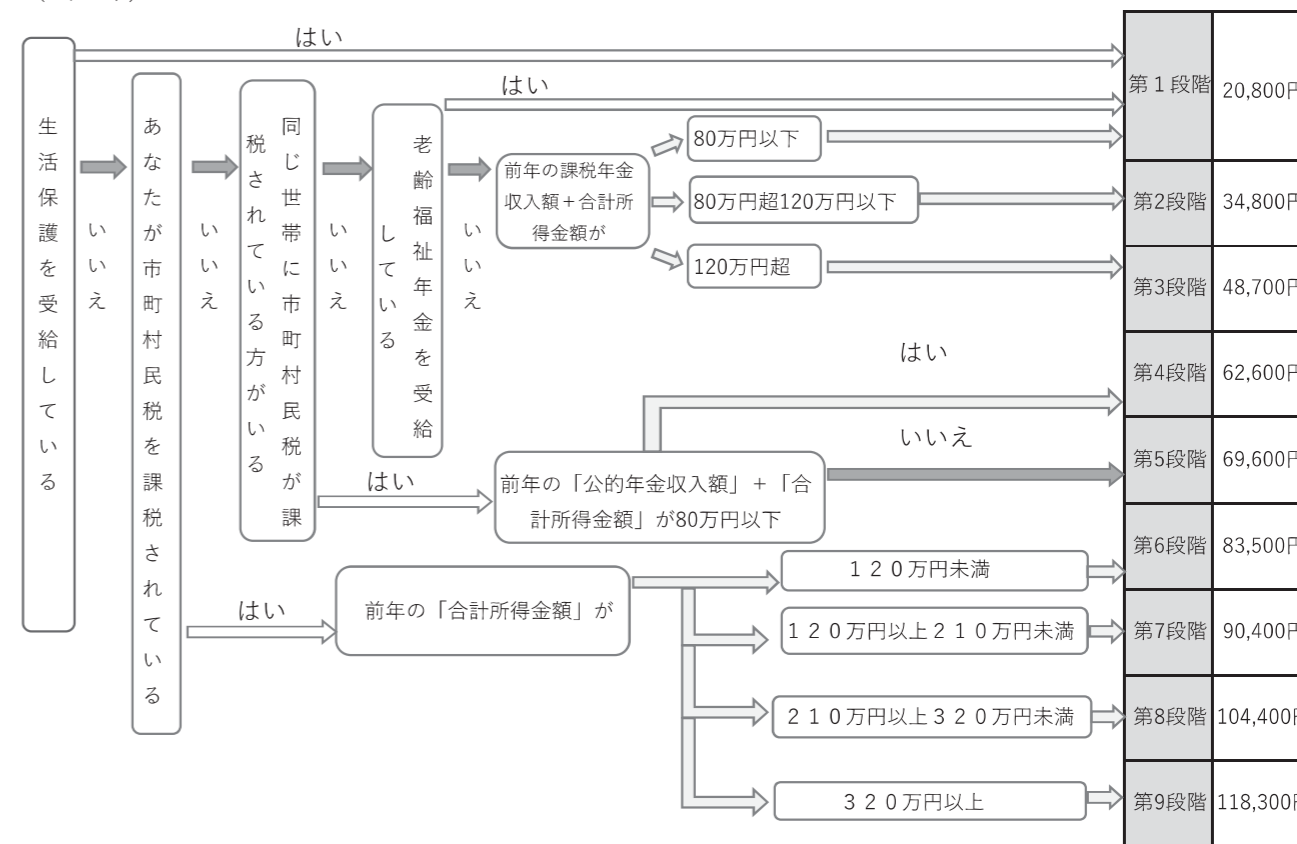 はい
はい
生活保護を受給している
いいえ
あなたが市町村民税を課税されている
いいえ
同じ世帯に市町村民税が課
税されている方がいる
いいえ
老齢福祉年金を受給
している
いいえ
前年の課税年金
収入額＋合計所
得金額が
80万円以下
80万円超120万円以下
120万円超
はい
いいえ
はい
前年の「公的年金収入額」＋「合
計所得金額」が80万円以下
はい
前年の「合計所得金額」が
１２０万円未満
１２０万円以上２１０万円未満
２１０万円以上３２０万円未満
３２０万円以上
第１段階 20,800円
第2段階 34,800円
第3段階 48,700円
第4段階 62,600円
第5段階 69,600円
第6段階 83,500円
第7段階 90,400円
第8段階 104,400円
第9段階 118,300円